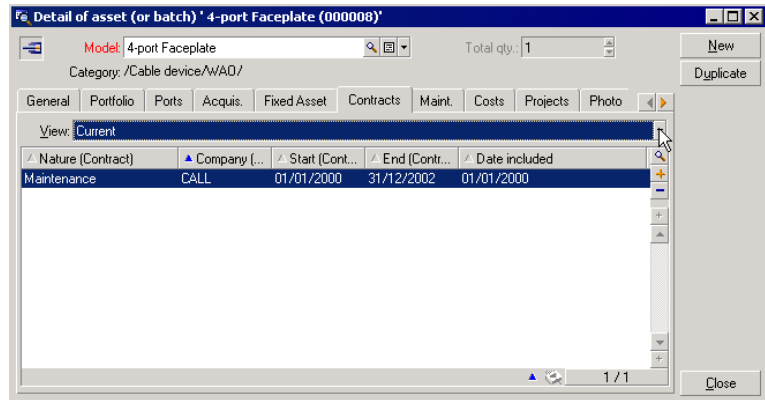 Detail of asset (or batch) ' 4-port Faceplate (000008)'
Model: 4-port Faceplate Total qty.: 1 New
Category: /Cable device/WAO/ Duplicate
General Portfolio Ports Acquis. Fixed Asset Contracts Maint. Costs Projects Photo
View: Current
Nature (Contract) Company (... Start (Cont... End (Contr... Date included
Maintenance CALL 01/01/2000 31/12/2002 01/01/2000
1 / 1
Close